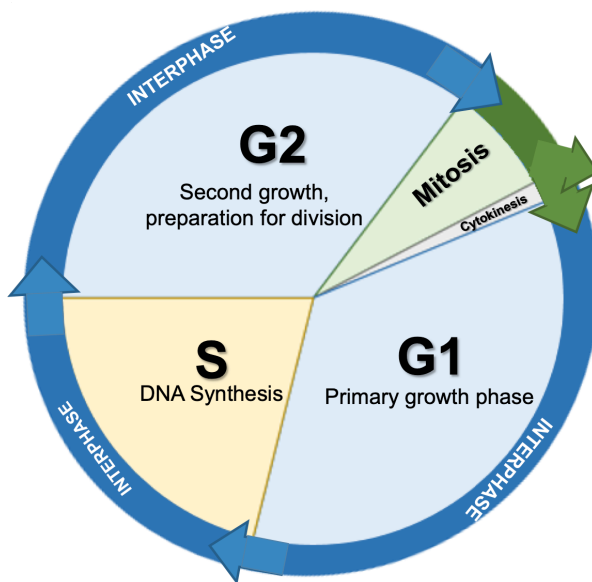 INTERPHASE
G2
Second growth,
preparation for division
Mitosis
Cytokinesis
S
DNA Synthesis
G1
Primary growth phase
INTERPHASE
INTERPHASE